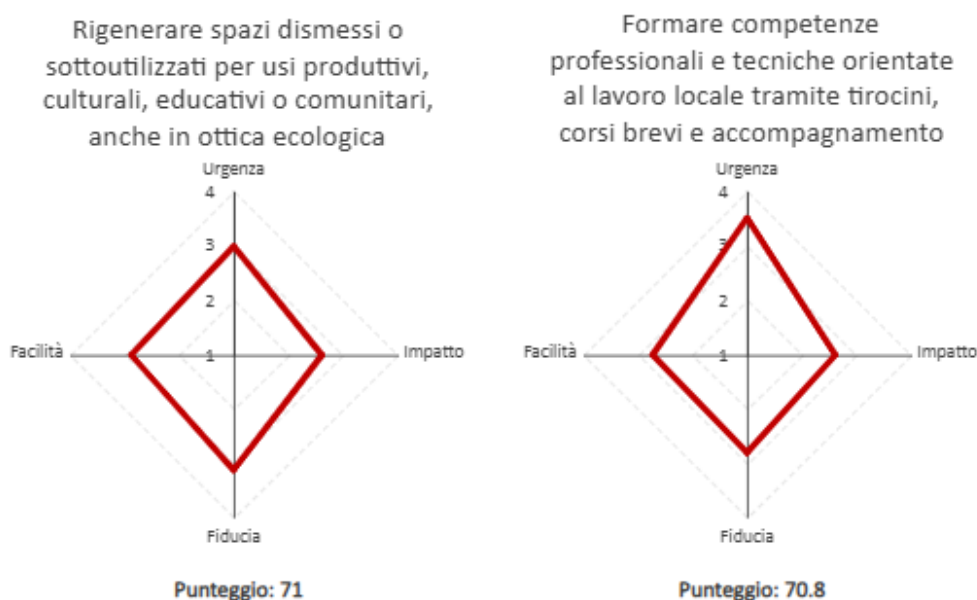 Rigenerare spazi dismessi o
sottoutilizzati per usi produttivi,
culturali, educativi o comunitari,
anche in ottica ecologica
Urgenza
4
3
2
1
Facilità
Impatto
Fiducia
Punteggio: 71
Formare competenze
professionali e tecniche orientate
al lavoro locale tramite tirocini,
corsi brevi e accompagnamento
Urgenza
4
3
2
1
Facilità
Impatto
Fiducia
Punteggio: 70.8